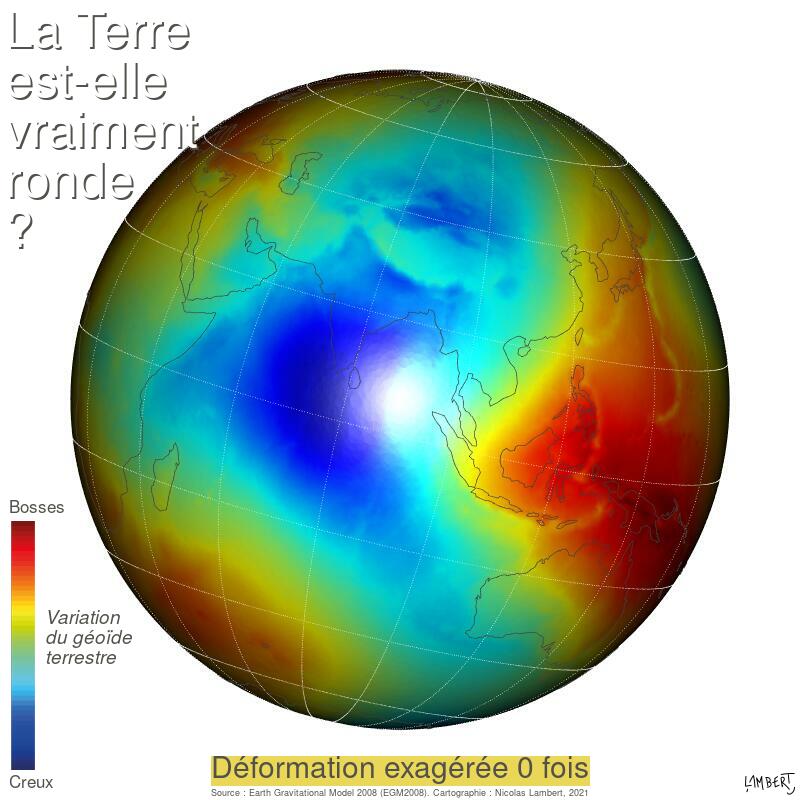 La Terre
est-elle
vraiment
ronde
?
Bosses
Variation
du géoïde
terrestre
Creux
Déformation exagérée 0 fois
Source : Earth Gravitational Model 2008 (EGM2008). Cartographie : Nicolas Lambert, 2021
LAMBERT